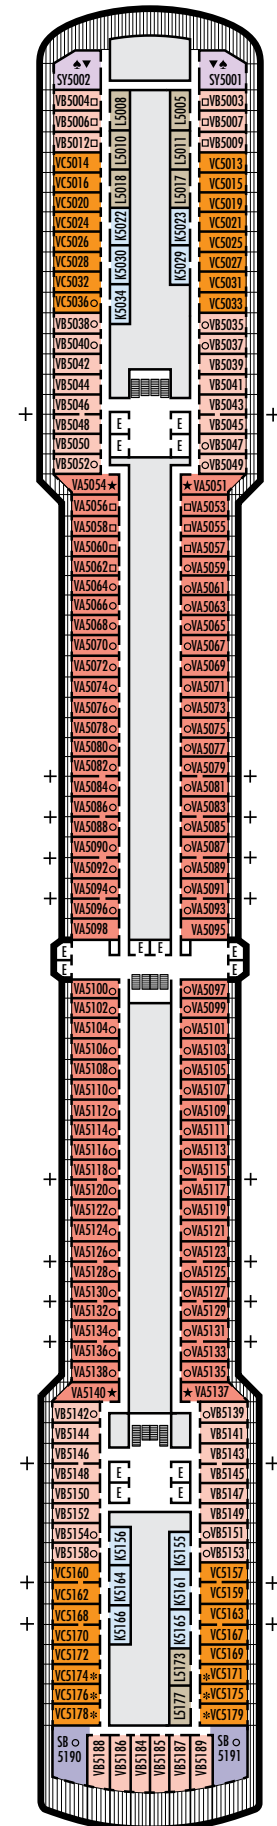 ♠▼ ▼♠
SY5002 SY5001
VB5004□ L5008 L5005 □VB5003
VB5006□ □VB5007
VB5012□ L5010 L5011 □VB5009
VC5014 VC5013
VC5016 L5018 L5017 VC5015
VC5020 VC5019
VC5024 K5022 K5023 VC5021
VC5026 VC5025
VC5028 K5030 K5029 VC5027
VC5032 VC5031
VC5036○ K5034 VC5033
VB5038○ ○VB5035
VB5040○ ○VB5037
VB5042 VB5039
VB5044 VB5041
VB5046 VB5043
VB5048 E E VB5045
VB5050 E E ○VB5047
VB5052○ ○VB5049
VA5054★ ★VA5051
VA5056□ □VA5053
VA5058□ □VA5055
VA5060□ □VA5057
VA5062□ ○VA5059
VA5064○ ○VA5061
VA5066○ ○VA5063
VA5068○ ○VA5065
VA5070○ ○VA5067
VA5072○ ○VA5069
VA5074○ ○VA5071
VA5076○ ○VA5073
VA5078○ ○VA5075
VA5080○ ○VA5077
VA5082○ ○VA5079
VA5084○ ○VA5081
VA5086○ ○VA5083
VA5088○ ○VA5085
VA5090○ ○VA5087
VA5092○ ○VA5089
VA5094○ ○VA5091
VA5096○ ○VA5093
VA5098 VA5095
E E E E
E E
VA5100○ ○VA5097
VA5102○ ○VA5099
VA5104○ ○VA5101
VA5106○ ○VA5103
VA5108○ ○VA5105
VA5110○ ○VA5107
VA5112○ ○VA5109
VA5114○ ○VA5111
VA5116○ ○VA5113
VA5118○ ○VA5115
VA5120○ ○VA5117
VA5122○ ○VA5119
VA5124○ ○VA5121
VA5126○ ○VA5123
VA5128○ ○VA5125
VA5130○ ○VA5127
VA5132○ ○VA5129
VA5134○ ○VA5131
VA5136○ ○VA5133
VA5138○ ○VA5135
VA5140★ ★VA5137
VB5142○ ○VB5139
VB5144 VB5141
VB5146 VB5143
VB5148 E E VB5145
VB5150 E E VB5147
VB5152 VB5149
VB5154○ K5156 K5155 ○VB5151
VB5158○ ○VB5153
VC5160 K5164 K5161 VC5157
VC5162 VC5159
VC5168 K5166 K5165 VC5163
VC5170 VC5167
VC5172 L5173 VC5169
VC5174✻ ✻VC5171
VC5176✻ L5177 ✻VC5175
VC5178✻ ✻VC5179
SB○ SB○
5190 VB5188 VB5186 VB5184 VB5185 VB5187 VB5189 5191